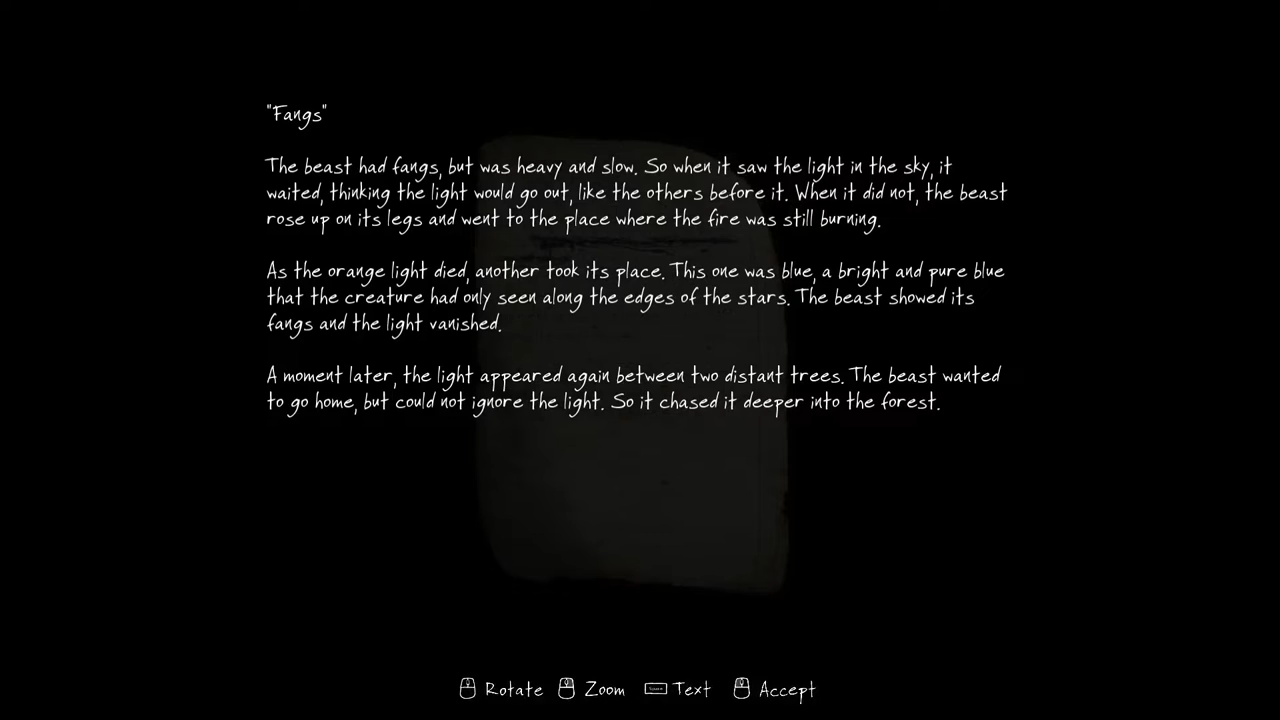 "Fangs"
The beast had fangs, but was heavy and slow. So when it saw the light in the sky, it
waited, thinking the light would go out, like the others before it. When it did not, the beast
rose up on its legs and went to the place where the fire was still burning.
As the orange light died, another took its place. This one was blue, a bright and pure blue
that the creature had only seen along the edges of the stars. The beast showed its
fangs and the light vanished.
A moment later, the light appeared again between two distant trees. The beast wanted
to go home, but could not ignore the light. So it chased it deeper into the forest.
Rotate Zoom Text Accept